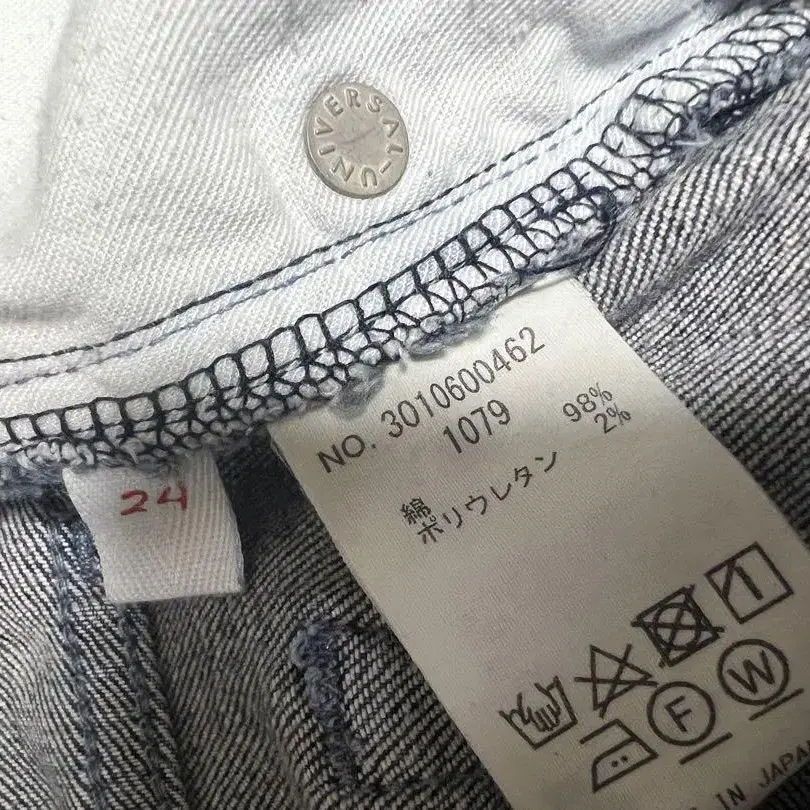 UNIVERSAL-
24
NO. 3010600462
1079
綿 98%
ポリウレタン 2%
F W
IN JAPAN